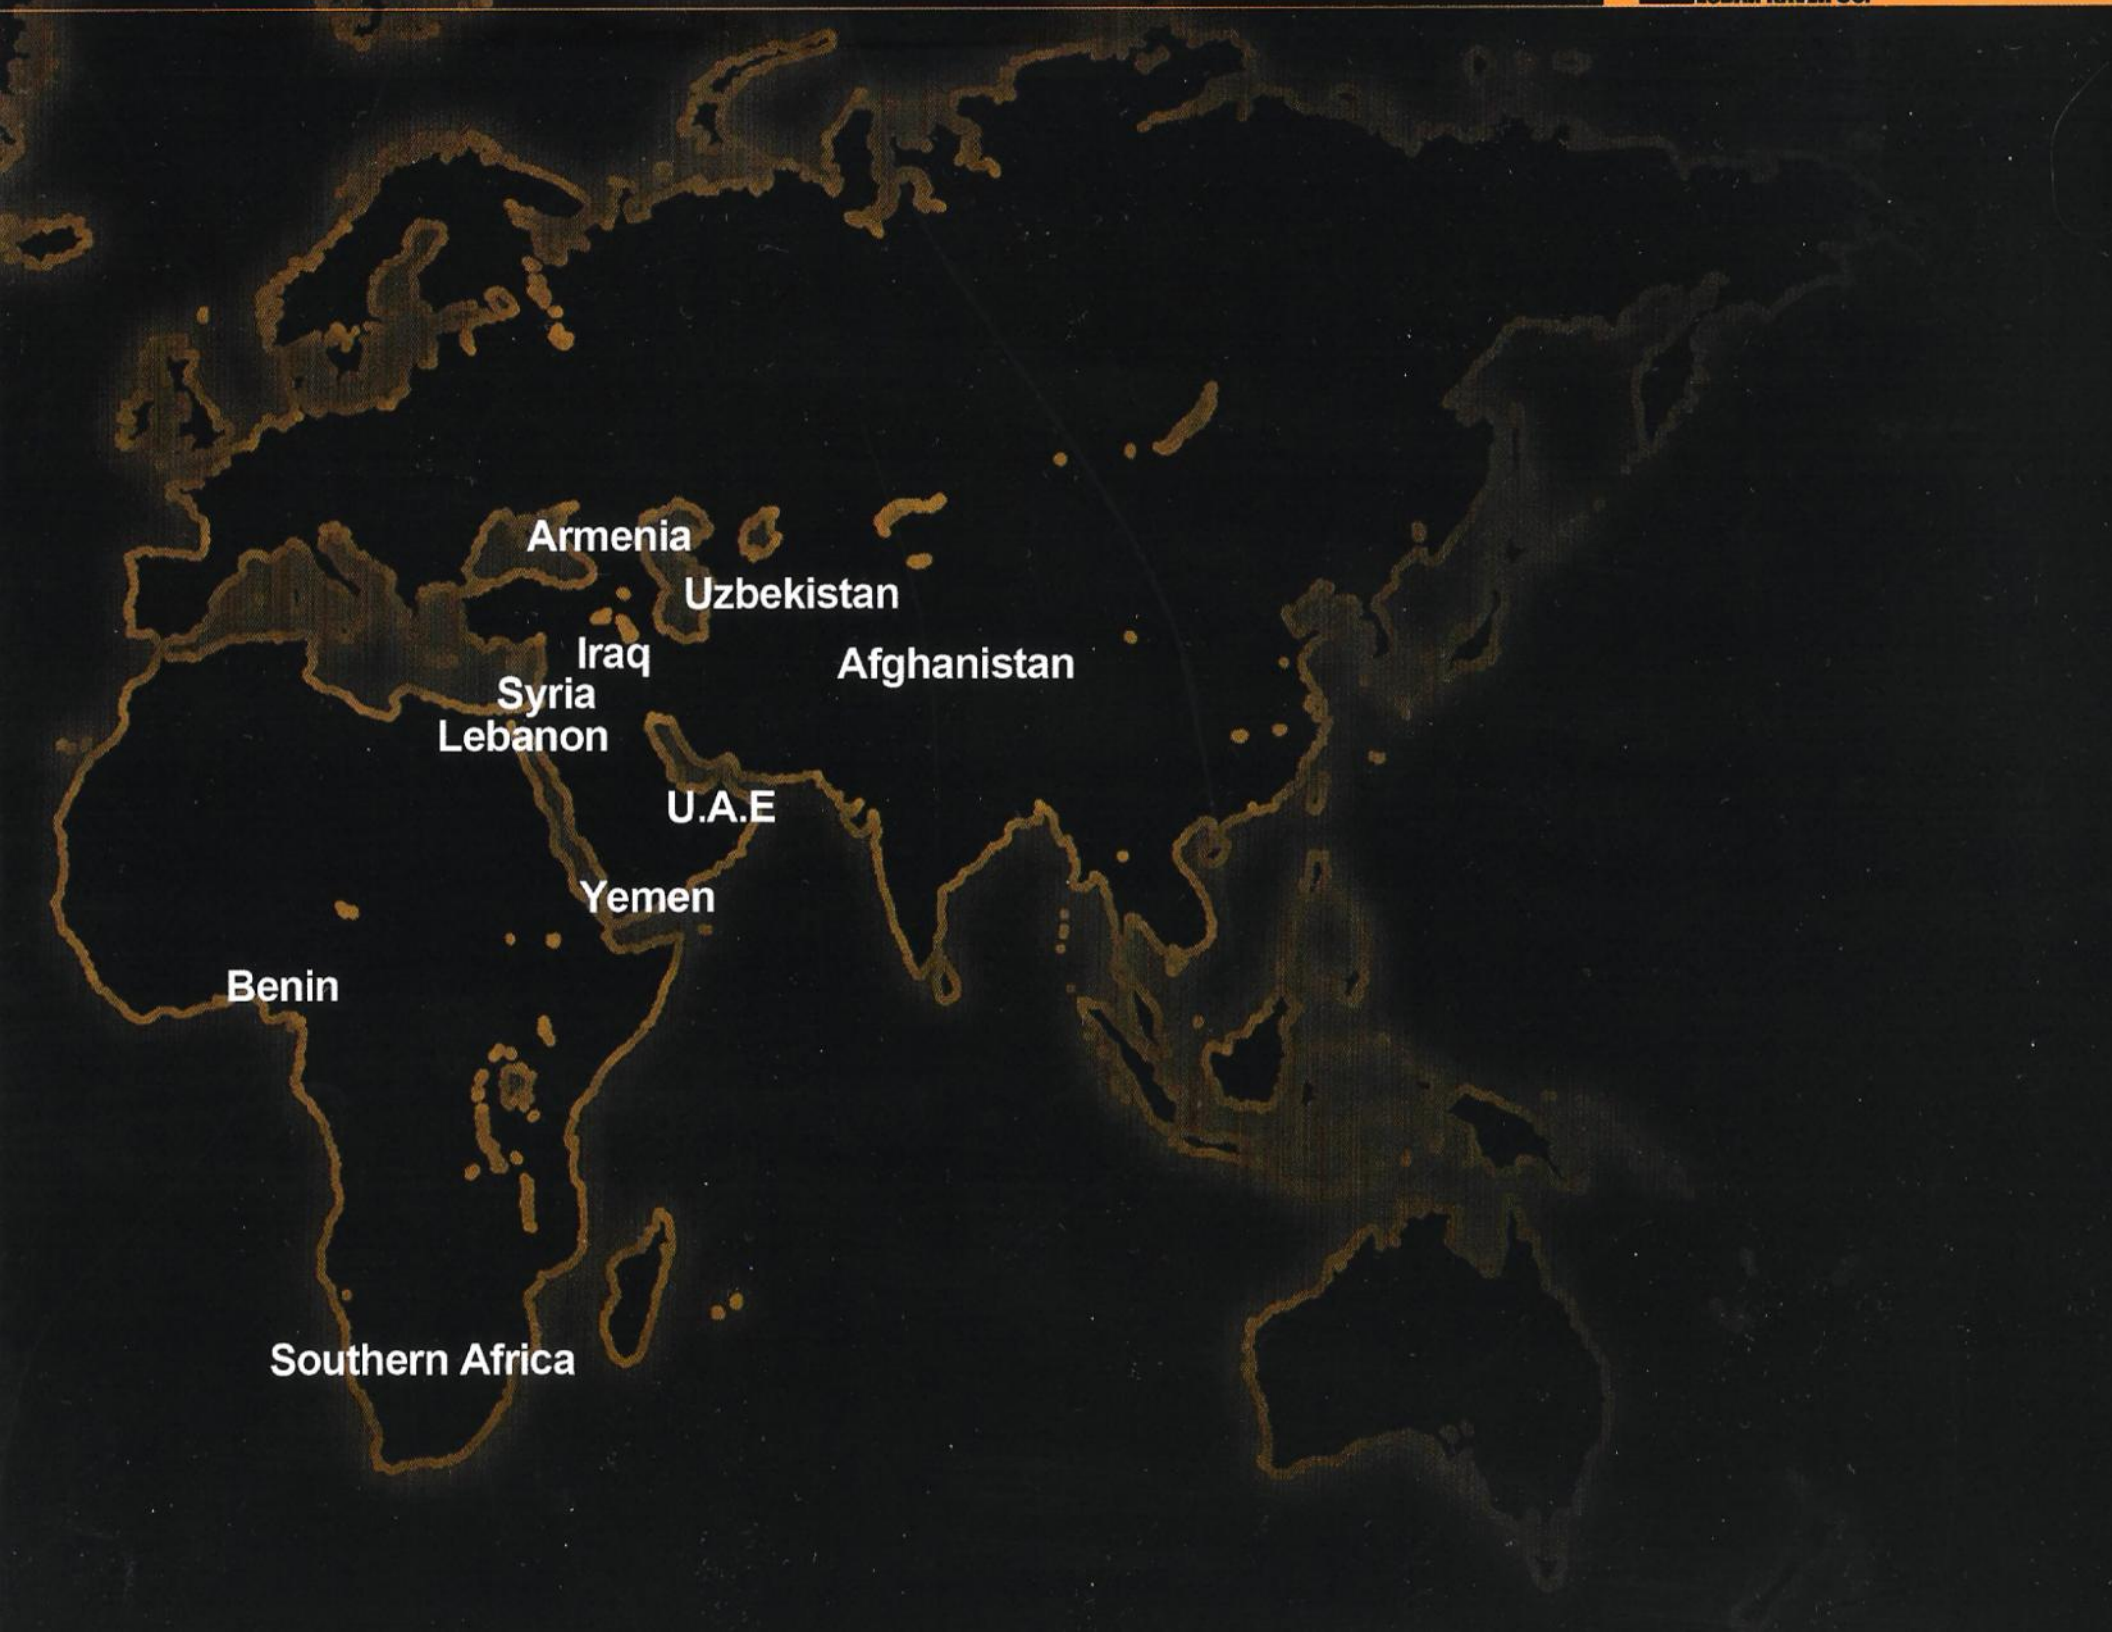 Armenia
Uzbekistan
Iraq
Afghanistan
Syria
Lebanon
U.A.E
Yemen
Benin
Southern Africa